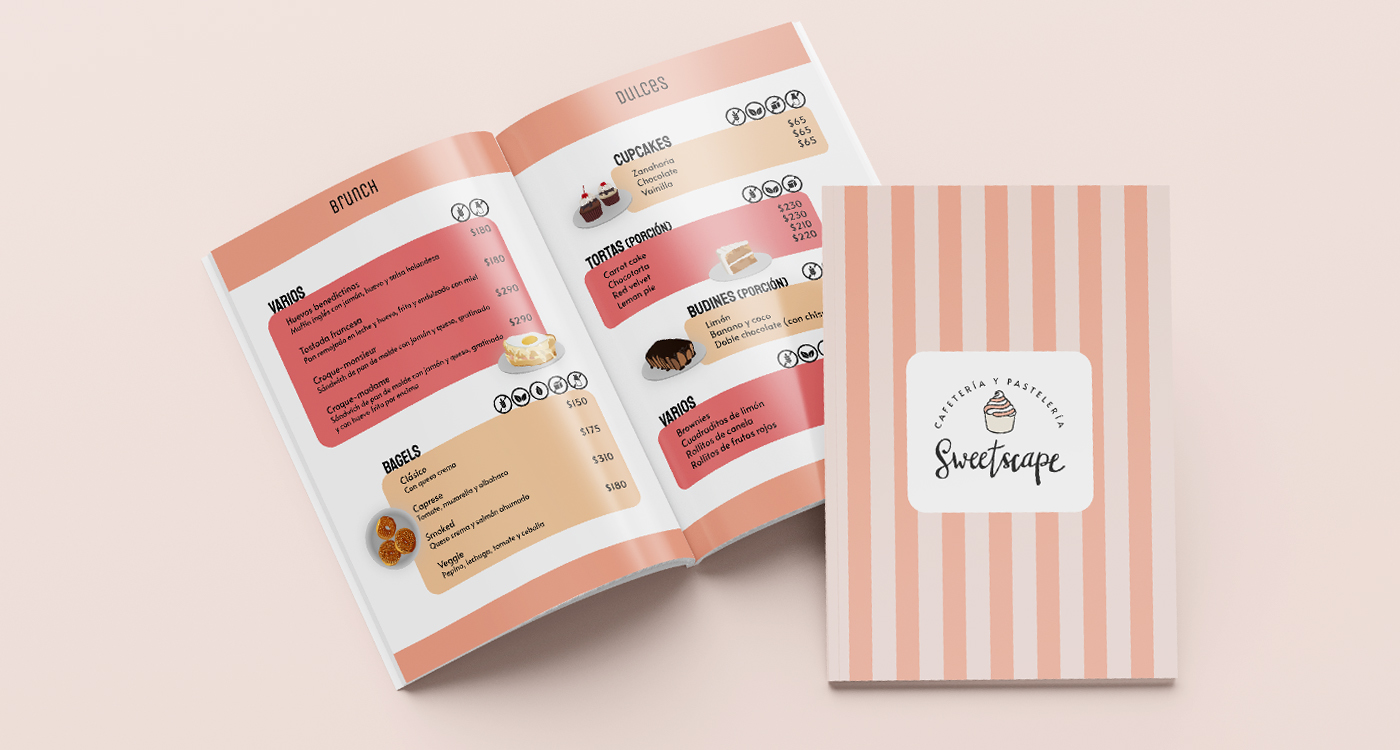 BRUNCH
VARIOS
Huevos benedictinos $180
Muffin inglés con jamón, huevo y salsa holandesa
Tostada francesa $180
Pan remojado en leche y huevo, frito y endulzado con miel
Croque-monsieur $290
Sándwich de pan de molde con jamón y queso, gratinado
Croque-madame $290
Sándwich de pan de molde con jamón y queso, gratinado
y con huevo frito por encima
BAGELS
Clásico $150
Con queso crema
Caprese $175
Tomate, muzarella y albahaca
Smoked $310
Queso crema y salmón ahumado
Veggie $180
Pepino, lechuga, tomate y cebolla
DULCES
CUPCAKES
Zanahoria $65
Chocolate $65
Vainilla $65
TORTAS (PORCIÓN)
Carrot cake $230
Chocotorta $230
Red velvet $210
Lemon pie $220
BUDINES (PORCIÓN)
Limón
Banana y coco
Doble chocolate (con
VARIOS
Brownies
Cuadraditos de limón
Rollitos de canela
Rollitos de frutos rojos
CAFETERÍA Y PASTELERÍA
Sweetscape